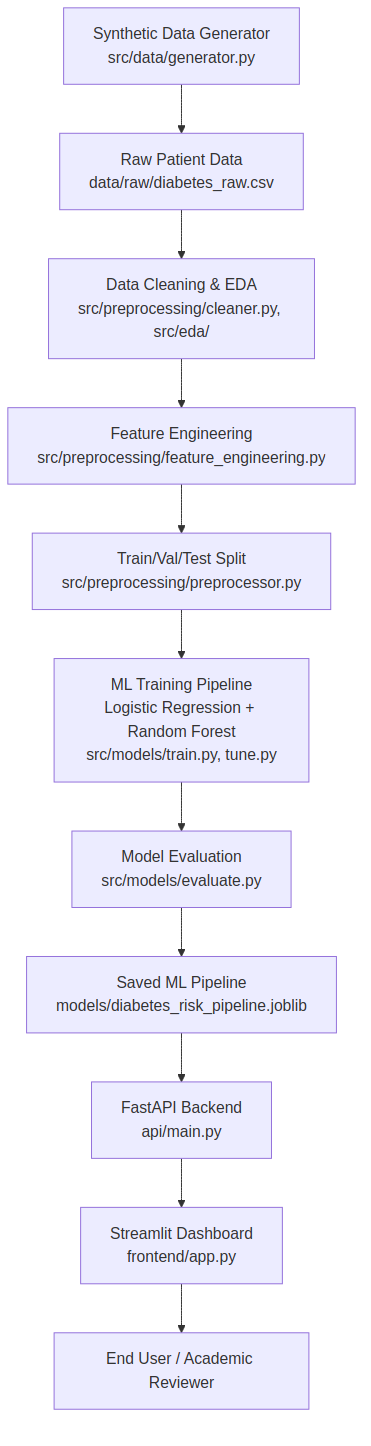 Synthetic Data Generator
src/data/generator.py
Raw Patient Data
data/raw/diabetes_raw.csv
Data Cleaning & EDA
src/preprocessing/cleaner.py,
src/eda/
Feature Engineering
src/preprocessing/feature_engineering.py
Train/Val/Test Split
src/preprocessing/preprocessor.py
ML Training Pipeline
Logistic Regression +
Random Forest
src/models/train.py, tune.py
Model Evaluation
src/models/evaluate.py
Saved ML Pipeline
models/diabetes_risk_pipeline.joblib
FastAPI Backend
api/main.py
Streamlit Dashboard
frontend/app.py
End User / Academic
Reviewer